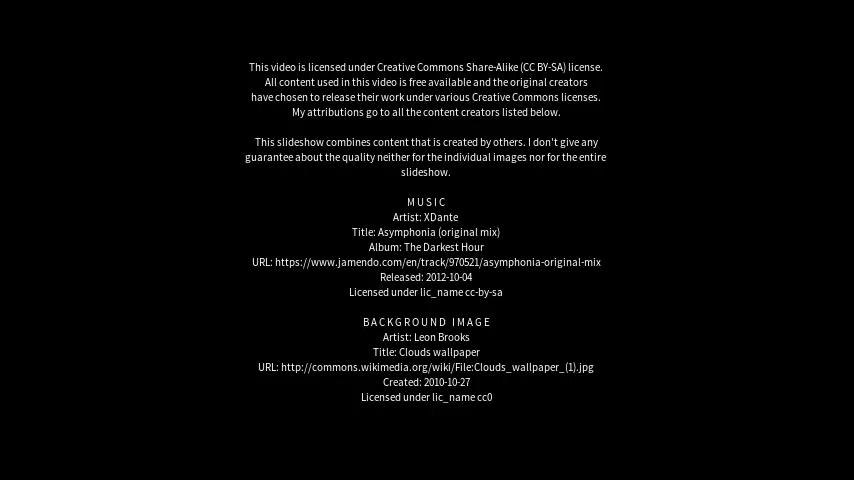 This video is licensed under Creative Commons Share-Alike (CC BY-SA) license.
All content used in this video is free available and the original creators
have chosen to release their work under various Creative Commons licenses.
My attributions go to all the content creators listed below.
This slideshow combines content that is created by others. I don't give any
guarantee about the quality neither for the individual images nor for the entire
slideshow.
MUSIC
Artist: XDante
Title: Asymphonia (original mix)
Album: The Darkest Hour
URL: https://www.jamendo.com/en/track/970521/asymphonia-original-mix
Released: 2012-10-04
Licensed under lic_name cc-by-sa
BACKGROUND IMAGE
Artist: Leon Brooks
Title: Clouds wallpaper
URL: http://commons.wikimedia.org/wiki/File:Clouds_wallpaper_(1).jpg
Created: 2010-10-27
Licensed under lic_name cc0